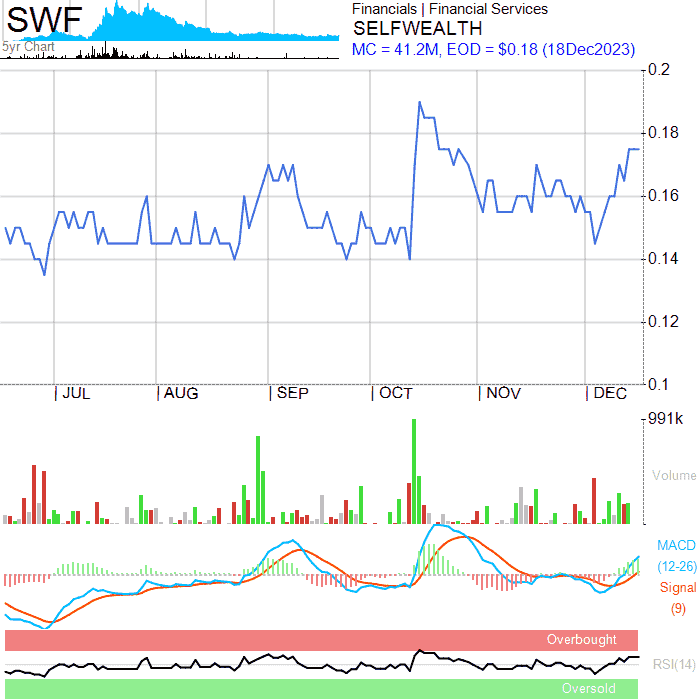 SWF
5yr Chart
Financials | Financial Services
SELFWEALTH
MC = 41.2M, EOD = $0.18 (18Dec2023)
0.2
0.18
0.16
0.14
0.12
0.1
JUL AUG SEP OCT NOV DEC
991k
Volume
MACD
(12-26)
Signal
(9)
Overbought
RSI(14)
Oversold